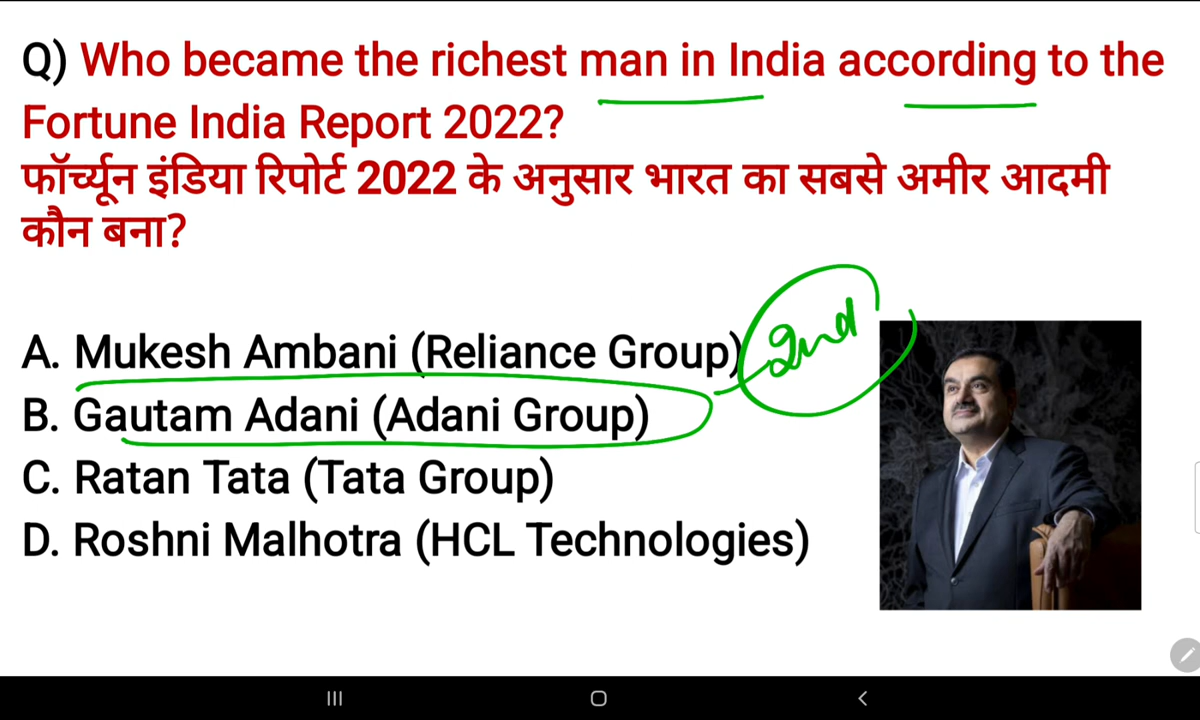 Q) Who became the richest man in India according to the
Fortune India Report 2022?
फॉर्च्यून इंडिया रिपोर्ट 2022 के अनुसार भारत का सबसे अमीर आदमी
कौन बना?
A. Mukesh Ambani (Reliance Group)
2nd
B. Gautam Adani (Adani Group)
C. Ratan Tata (Tata Group)
D. Roshni Malhotra (HCL Technologies)